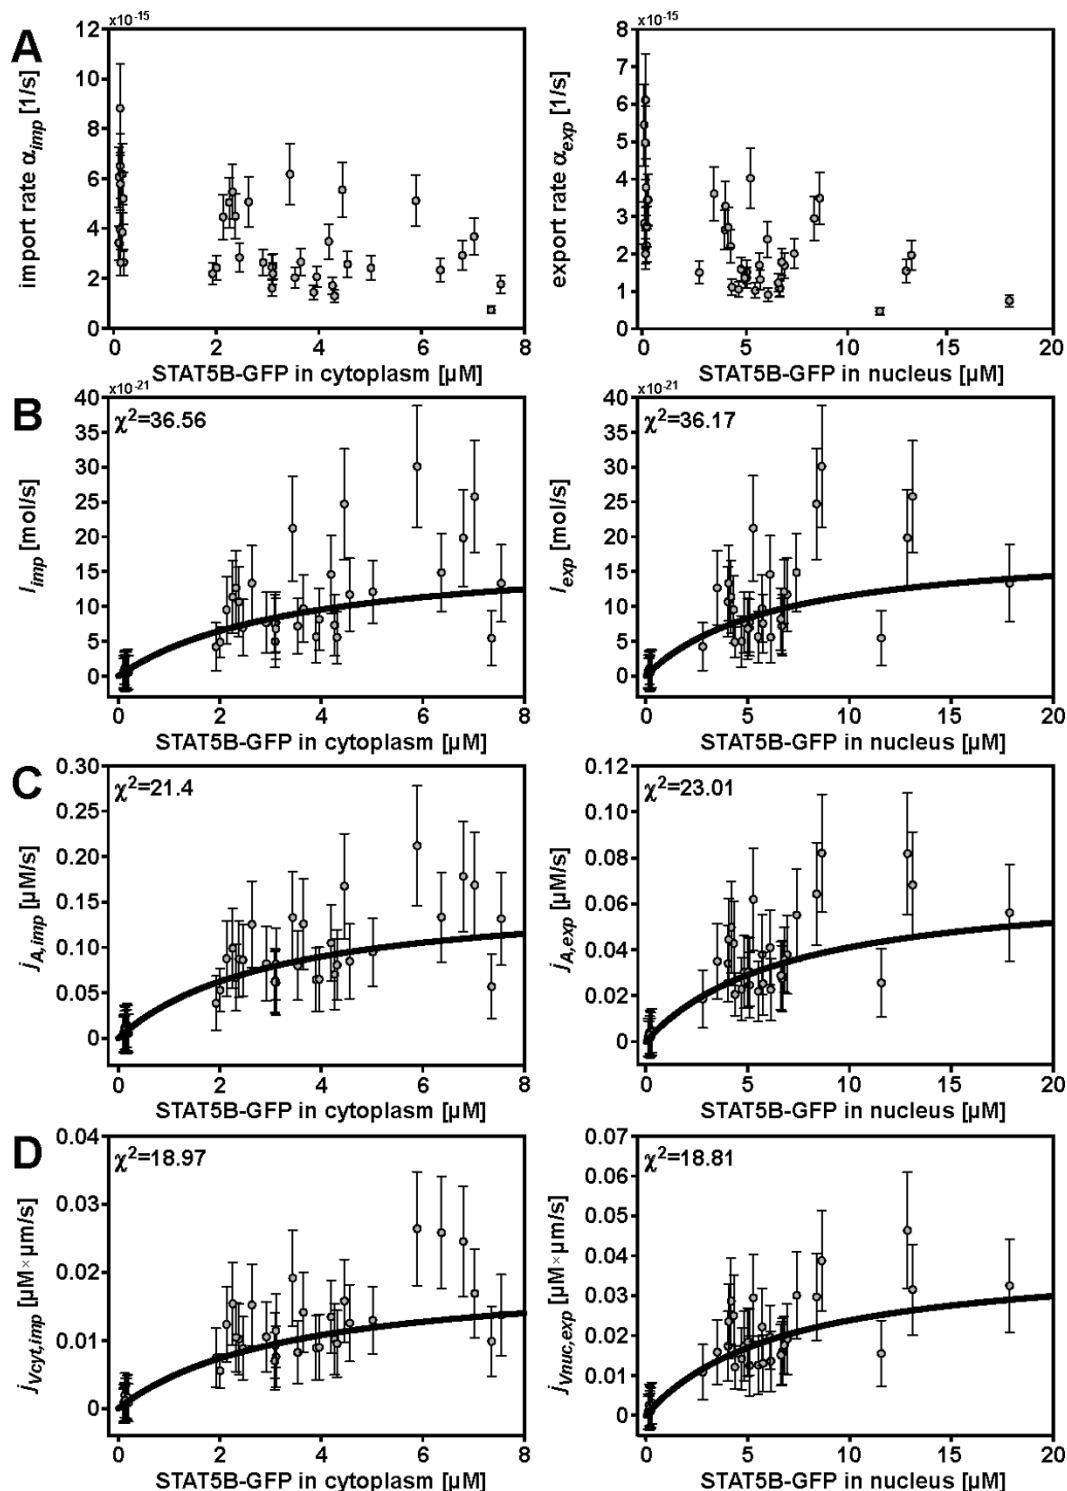 A
x10⁻¹⁵
import rate α_imp [1/s]
12
10
8
6
4
2
0
0 2 4 6 8
STAT5B-GFP in cytoplasm [µM]
x10⁻¹⁵
export rate α_exp [1/s]
8
7
6
5
4
3
2
1
0
0 5 10 15 20
STAT5B-GFP in nucleus [µM]
B
x10⁻²¹
χ²=36.56
I_imp [mol/s]
40
35
30
25
20
15
10
5
0
0 2 4 6 8
STAT5B-GFP in cytoplasm [µM]
x10⁻²¹
χ²=36.17
I_exp [mol/s]
40
35
30
25
20
15
10
5
0
0 5 10 15 20
STAT5B-GFP in nucleus [µM]
C
χ²=21.4
j_A,imp [µM/s]
0.30
0.25
0.20
0.15
0.10
0.05
0
0 2 4 6 8
STAT5B-GFP in cytoplasm [µM]
χ²=23.01
j_A,exp [µM/s]
0.12
0.10
0.08
0.06
0.04
0.02
0
0 5 10 15 20
STAT5B-GFP in nucleus [µM]
D
χ²=18.97
j_Vcyt,imp [µM×µm/s]
0.04
0.03
0.02
0.01
0
0 2 4 6 8
STAT5B-GFP in cytoplasm [µM]
χ²=18.81
j_Vnuc,exp [µM×µm/s]
0.07
0.06
0.05
0.04
0.03
0.02
0.01
0
0 5 10 15 20
STAT5B-GFP in nucleus [µM]